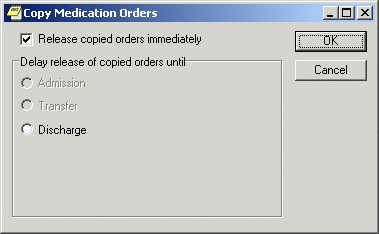 Copy Medication Orders
Release copied orders immediately
OK
Delay release of copied orders until
Cancel
Admission
Transfer
Discharge